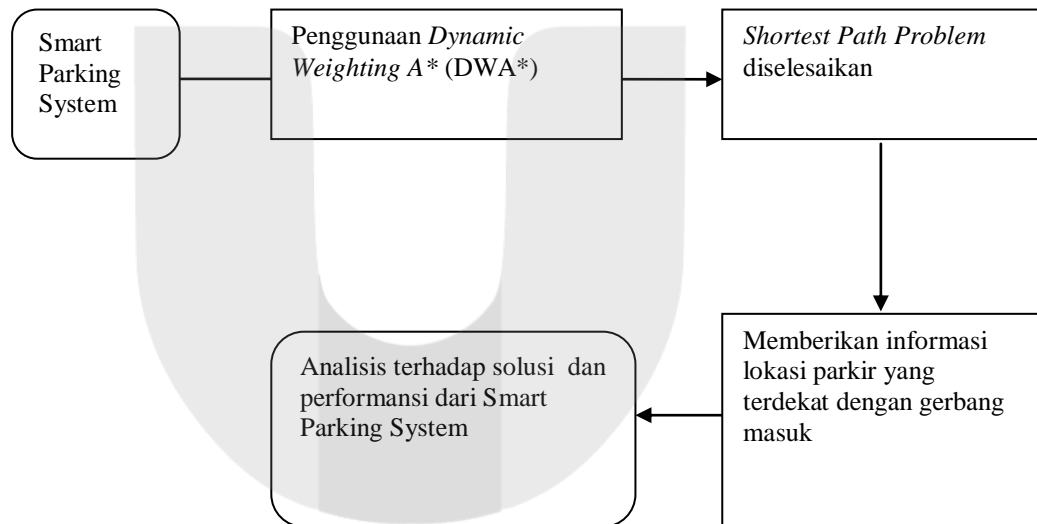 Smart
Parking
System
Penggunaan Dynamic
Weighting A* (DWA*)
Shortest Path Problem
diselesaikan
Memberikan informasi
lokasi parkir yang
terdekat dengan gerbang
masuk
Analisis terhadap solusi dan
performansi dari Smart
Parking System